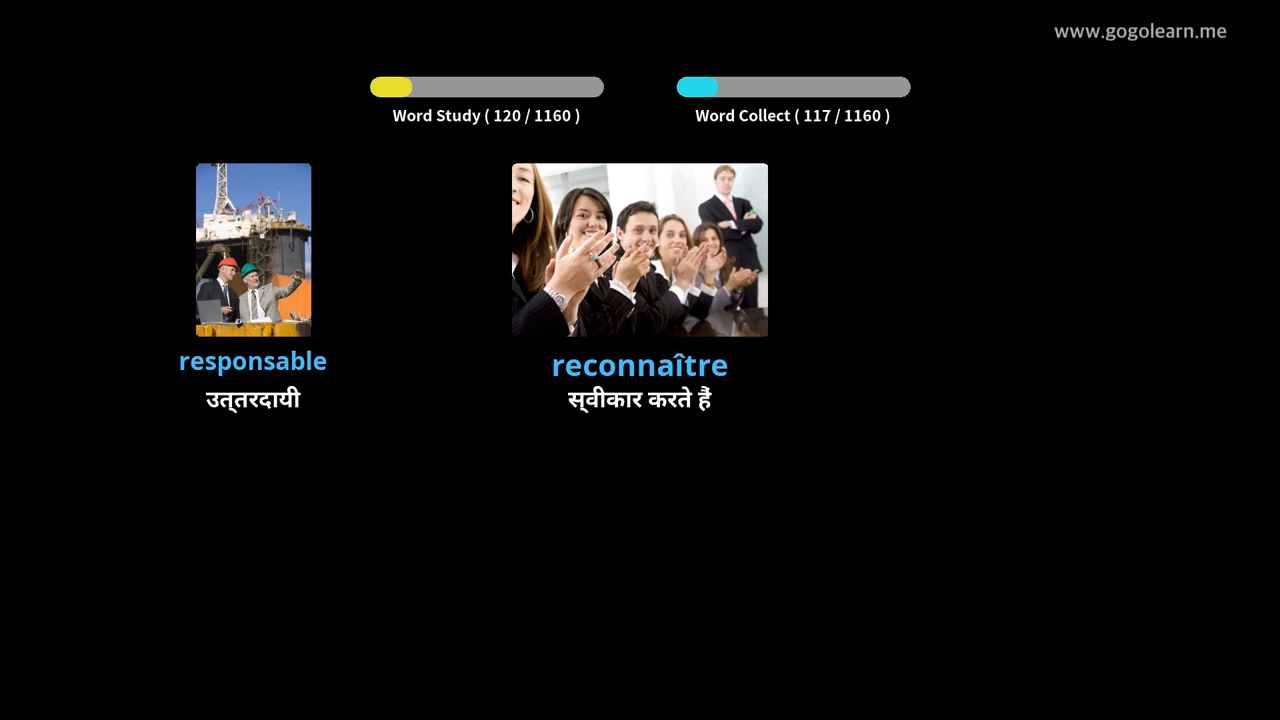 www.gogolearn.me
Word Study ( 120 / 1160 )
Word Collect ( 117 / 1160 )
responsable
उत्तरदायी
reconnaître
स्वीकार करते हैं